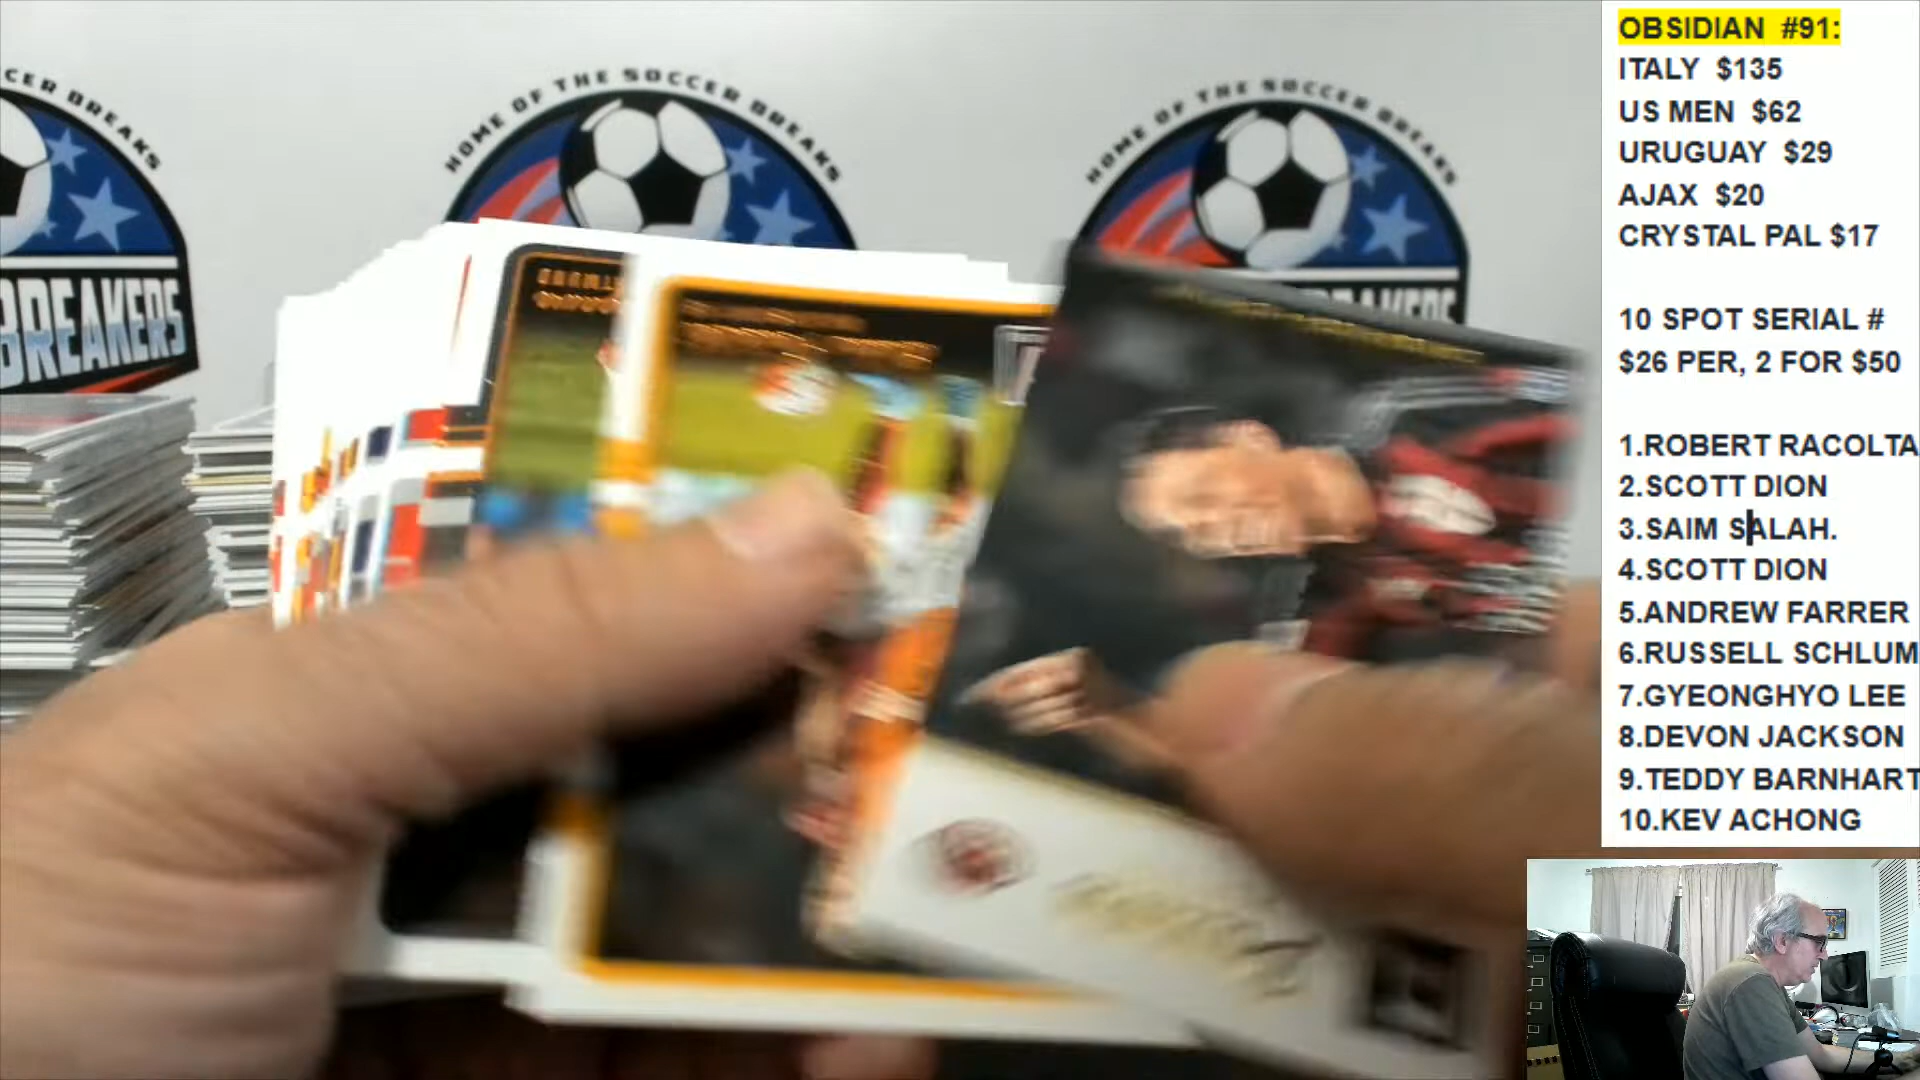 CER BREAKS
BREAKERS
HOME OF THE SOCCER BREAKS
HOME OF THE SOCCER BREAKS
OBSIDIAN #91:
ITALY $135
US MEN $62
URUGUAY $29
AJAX $20
CRYSTAL PAL $17
10 SPOT SERIAL #
$26 PER, 2 FOR $50
1.ROBERT RACOLTA
2.SCOTT DION
3.SAIM SALAH.
4.SCOTT DION
5.ANDREW FARRER
6.RUSSELL SCHLUM
7.GYEONGHYO LEE
8.DEVON JACKSON
9.TEDDY BARNHART
10.KEV ACHONG